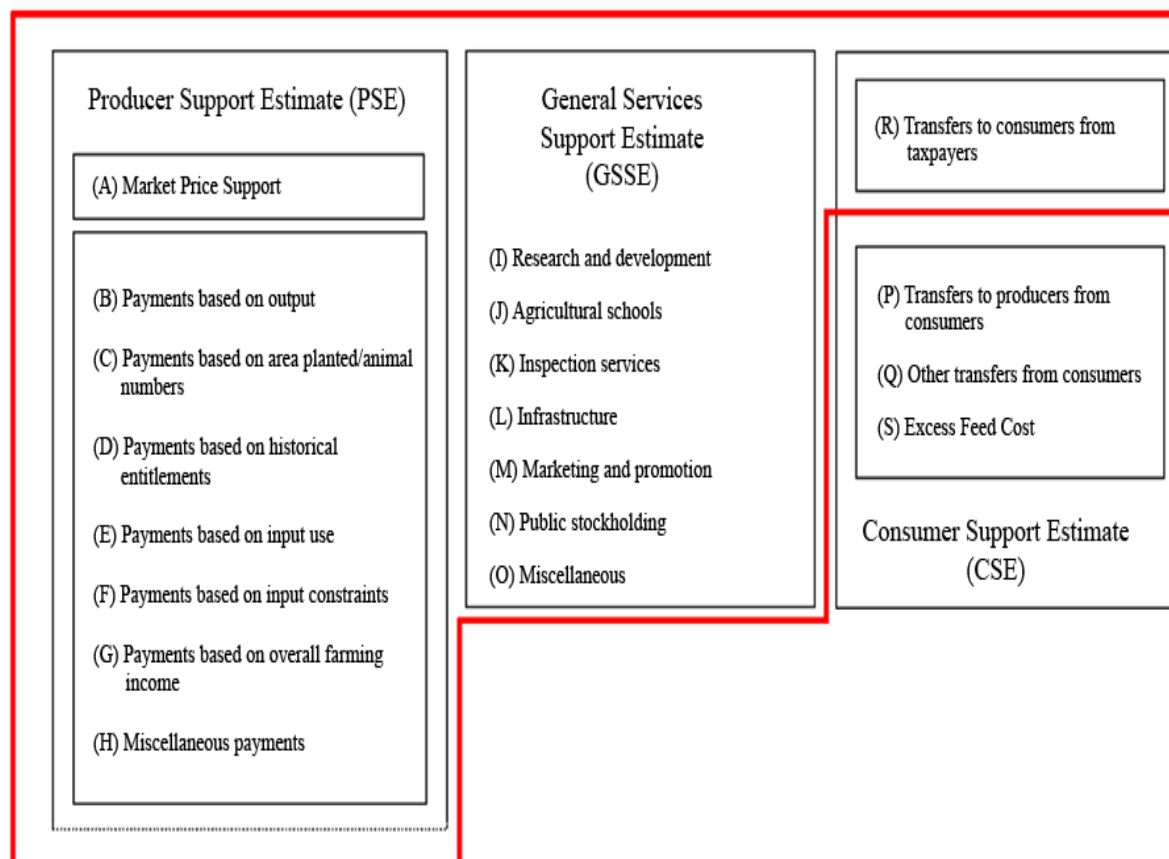 Producer Support Estimate (PSE)
(A) Market Price Support
(B) Payments based on output
(C) Payments based on area planted/animal
numbers
(D) Payments based on historical
entitlements
(E) Payments based on input use
(F) Payments based on input constraints
(G) Payments based on overall farming
income
(H) Miscellaneous payments
General Services
Support Estimate
(GSSE)
(I) Research and development
(J) Agricultural schools
(K) Inspection services
(L) Infrastructure
(M) Marketing and promotion
(N) Public stockholding
(O) Miscellaneous
(R) Transfers to consumers from
taxpayers
(P) Transfers to producers from
consumers
(Q) Other transfers from consumers
(S) Excess Feed Cost
Consumer Support Estimate
(CSE)